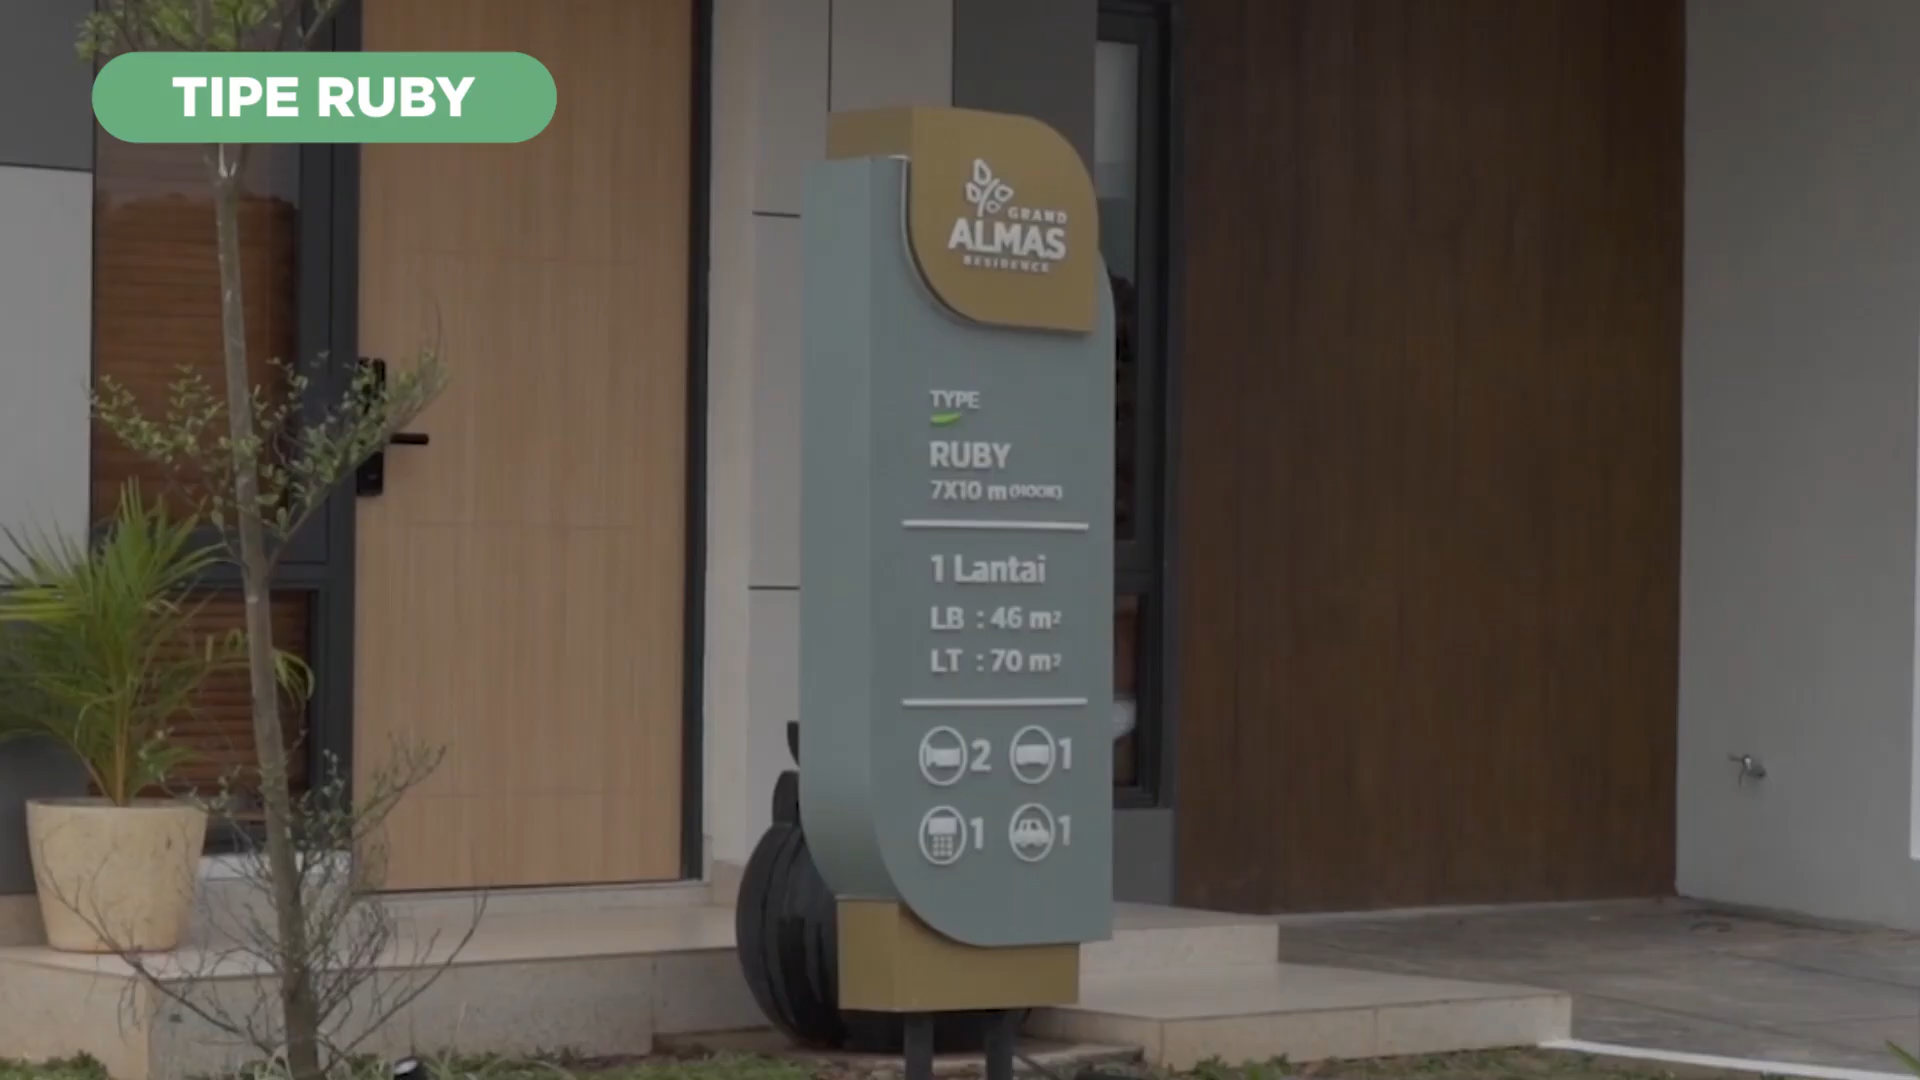 TIPE RUBY
GRAND
ALMAS
RESIDENCE
TYPE
RUBY
7X10 m (HOOK)
1 Lantai
LB : 46 m²
LT : 70 m²
2 1
1 1